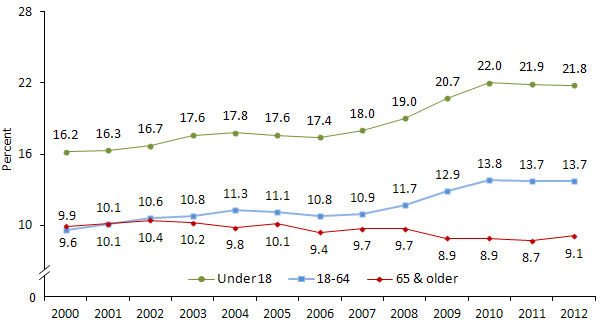 28
22
16
10
0
Percent
16.2 16.3 16.7 17.6 17.8 17.6 17.4 18.0 19.0 20.7 22.0 21.9 21.8
9.9 10.1 10.6 10.8 11.3 11.1 10.8 10.9 11.7 12.9 13.8 13.7 13.7
9.6 10.1 10.4 10.2 9.8 10.1 9.4 9.7 9.7 8.9 8.9 8.7 9.1
Under 18 18-64 65 & older
2000 2001 2002 2003 2004 2005 2006 2007 2008 2009 2010 2011 2012